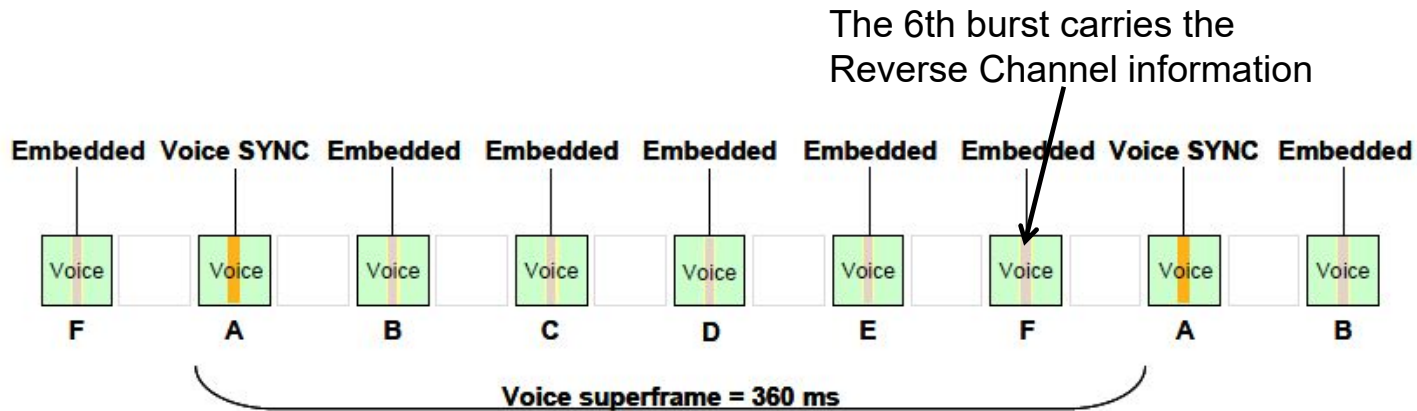 The 6th burst carries the
Reverse Channel information
Embedded Voice SYNC Embedded Embedded Embedded Embedded Embedded Voice SYNC Embedded
Voice Voice Voice Voice Voice Voice Voice Voice Voice
F A B C D E F A B
Voice superframe = 360 ms